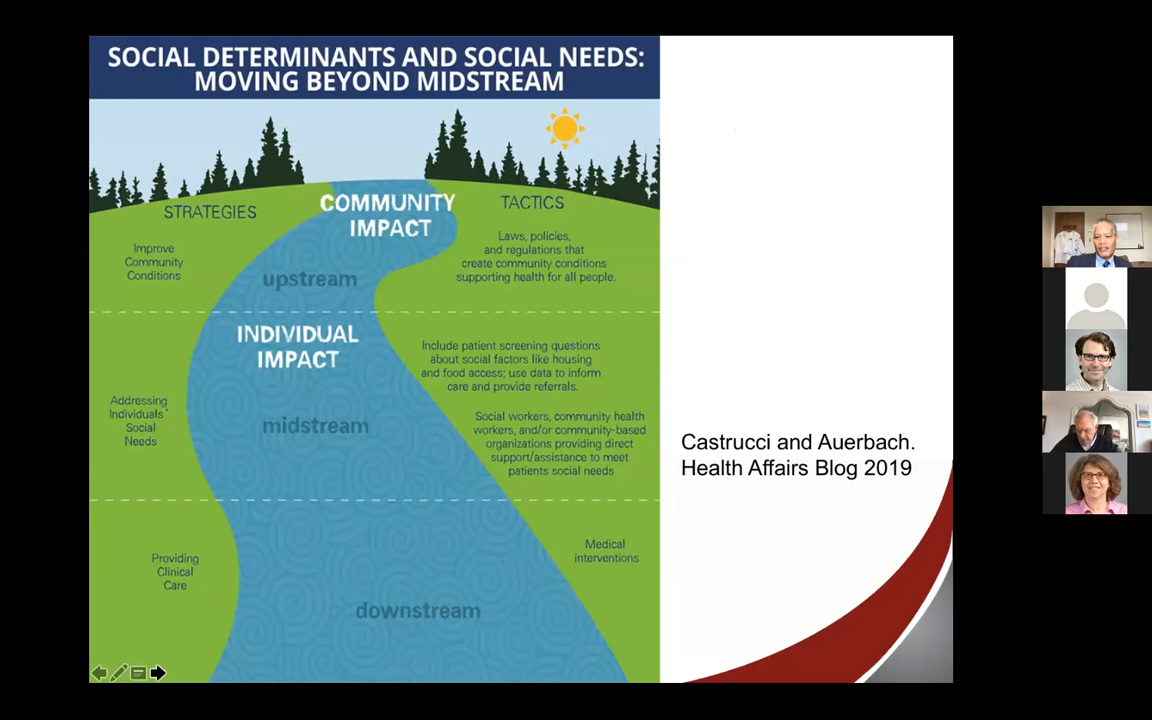 SOCIAL DETERMINANTS AND SOCIAL NEEDS:
MOVING BEYOND MIDSTREAM
STRATEGIES
COMMUNITY
IMPACT
TACTICS
Improve
Community
Conditions
upstream
Laws, policies,
and regulations that
create community conditions
supporting health for all people.
INDIVIDUAL
IMPACT
Addressing
Individuals'
Social
Needs
midstream
Include patient screening questions
about social factors like housing
and food access; use data to inform
care and provide referrals.
Social workers, community health
workers, and/or community-based
organizations providing direct
support/assistance to meet
patients social needs
Providing
Clinical
Care
downstream
Medical
interventions
Castrucci and Auerbach.
Health Affairs Blog 2019